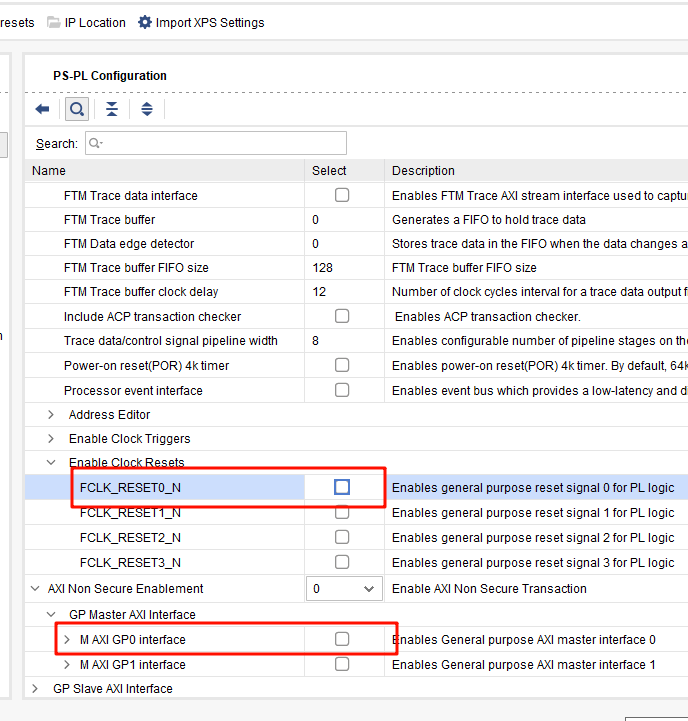 resets IP Location Import XPS Settings
PS-PL Configuration
Search:
Name Select Description
FTM Trace data interface Enables FTM Trace AXI stream interface used to captu
FTM Trace buffer 0 Generates a FIFO to hold trace data
FTM Data edge detector 0 Stores trace data in the FIFO when the data changes a
FTM Trace buffer FIFO size 128 FTM Trace buffer FIFO size
FTM Trace buffer clock delay 12 Number of clock cycles interval for a trace data output f
Include ACP transaction checker Enables ACP transaction checker.
Trace data/control signal pipeline width 8 Enables configurable number of pipeline stages on the
Power-on reset(POR) 4k timer Enables power-on reset(POR) 4k timer. By default, 64k
Processor event interface Enables event bus which provides a low-latency and d
Address Editor
Enable Clock Triggers
Enable Clock Resets
FCLK_RESET0_N Enables general purpose reset signal 0 for PL logic
FCLK_RESET1_N Enables general purpose reset signal 1 for PL logic
FCLK_RESET2_N Enables general purpose reset signal 2 for PL logic
FCLK_RESET3_N Enables general purpose reset signal 3 for PL logic
AXI Non Secure Enablement 0 Enable AXI Non Secure Transaction
GP Master AXI Interface
M AXI GP0 interface Enables General purpose AXI master interface 0
M AXI GP1 interface Enables General purpose AXI master interface 1
GP Slave AXI Interface